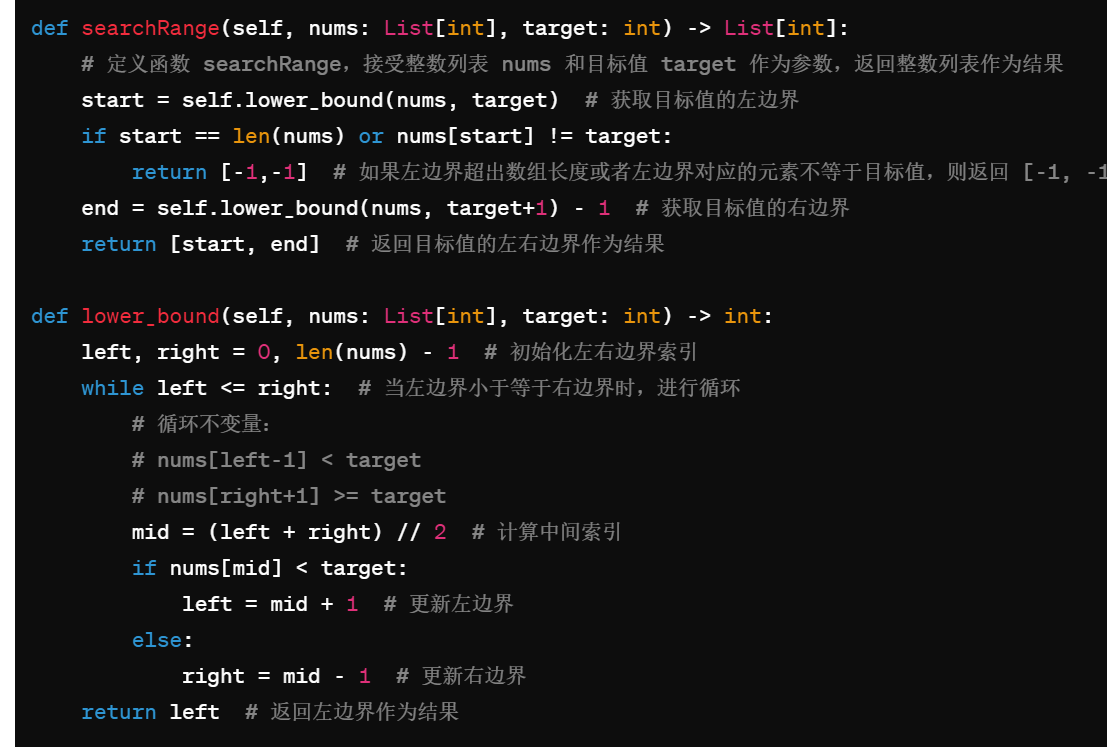 def searchRange(self, nums: List[int], target: int) -> List[int]:
    # 定义函数 searchRange，接受整数列表 nums 和目标值 target 作为参数，返回整数列表作为结果
    start = self.lower_bound(nums, target)  # 获取目标值的左边界
    if start == len(nums) or nums[start] != target:
        return [-1,-1]  # 如果左边界超出数组长度或者左边界对应的元素不等于目标值，则返回 [-1, -1
    end = self.lower_bound(nums, target+1) - 1  # 获取目标值的右边界
    return [start, end]  # 返回目标值的左右边界作为结果

def lower_bound(self, nums: List[int], target: int) -> int:
    left, right = 0, len(nums) - 1  # 初始化左右边界索引
    while left <= right:  # 当左边界小于等于右边界时，进行循环
        # 循环不变量：
        # nums[left-1] < target
        # nums[right+1] >= target
        mid = (left + right) // 2  # 计算中间索引
        if nums[mid] < target:
            left = mid + 1  # 更新左边界
        else:
            right = mid - 1  # 更新右边界
    return left  # 返回左边界作为结果